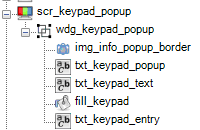 scr_keypad_popup
wdg_keypad_popup
img_info_popup_border
a,b,c txt_keypad_popup
a,b,c txt_keypad_text
fill_keypad
a,b,c txt_keypad_entry